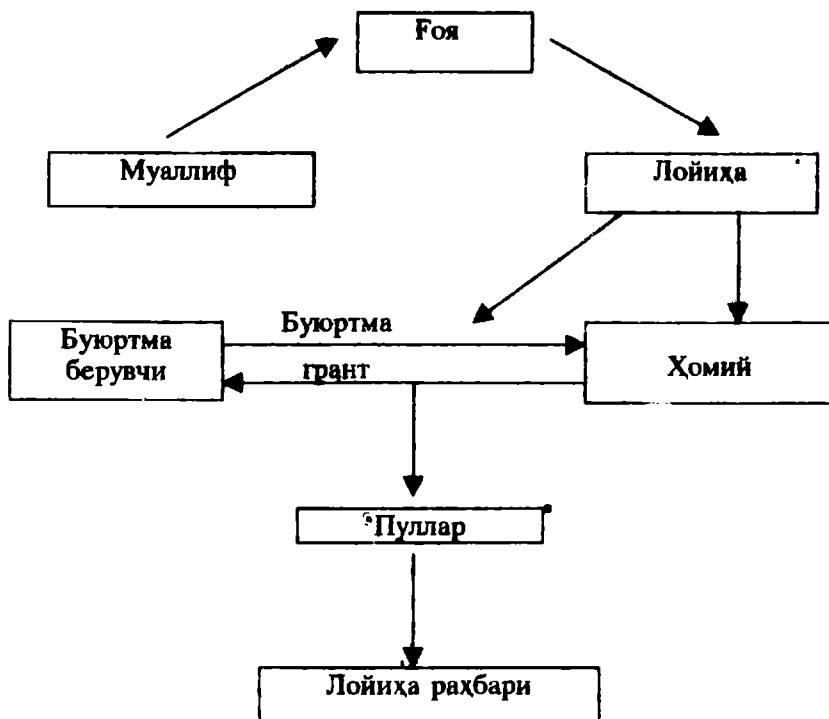 Ғоя
Муаллиф
Лойиҳа
Буюртма
берувчи
Буюртма
грант
Ҳомий
Пуллар
Лойиҳа раҳбари